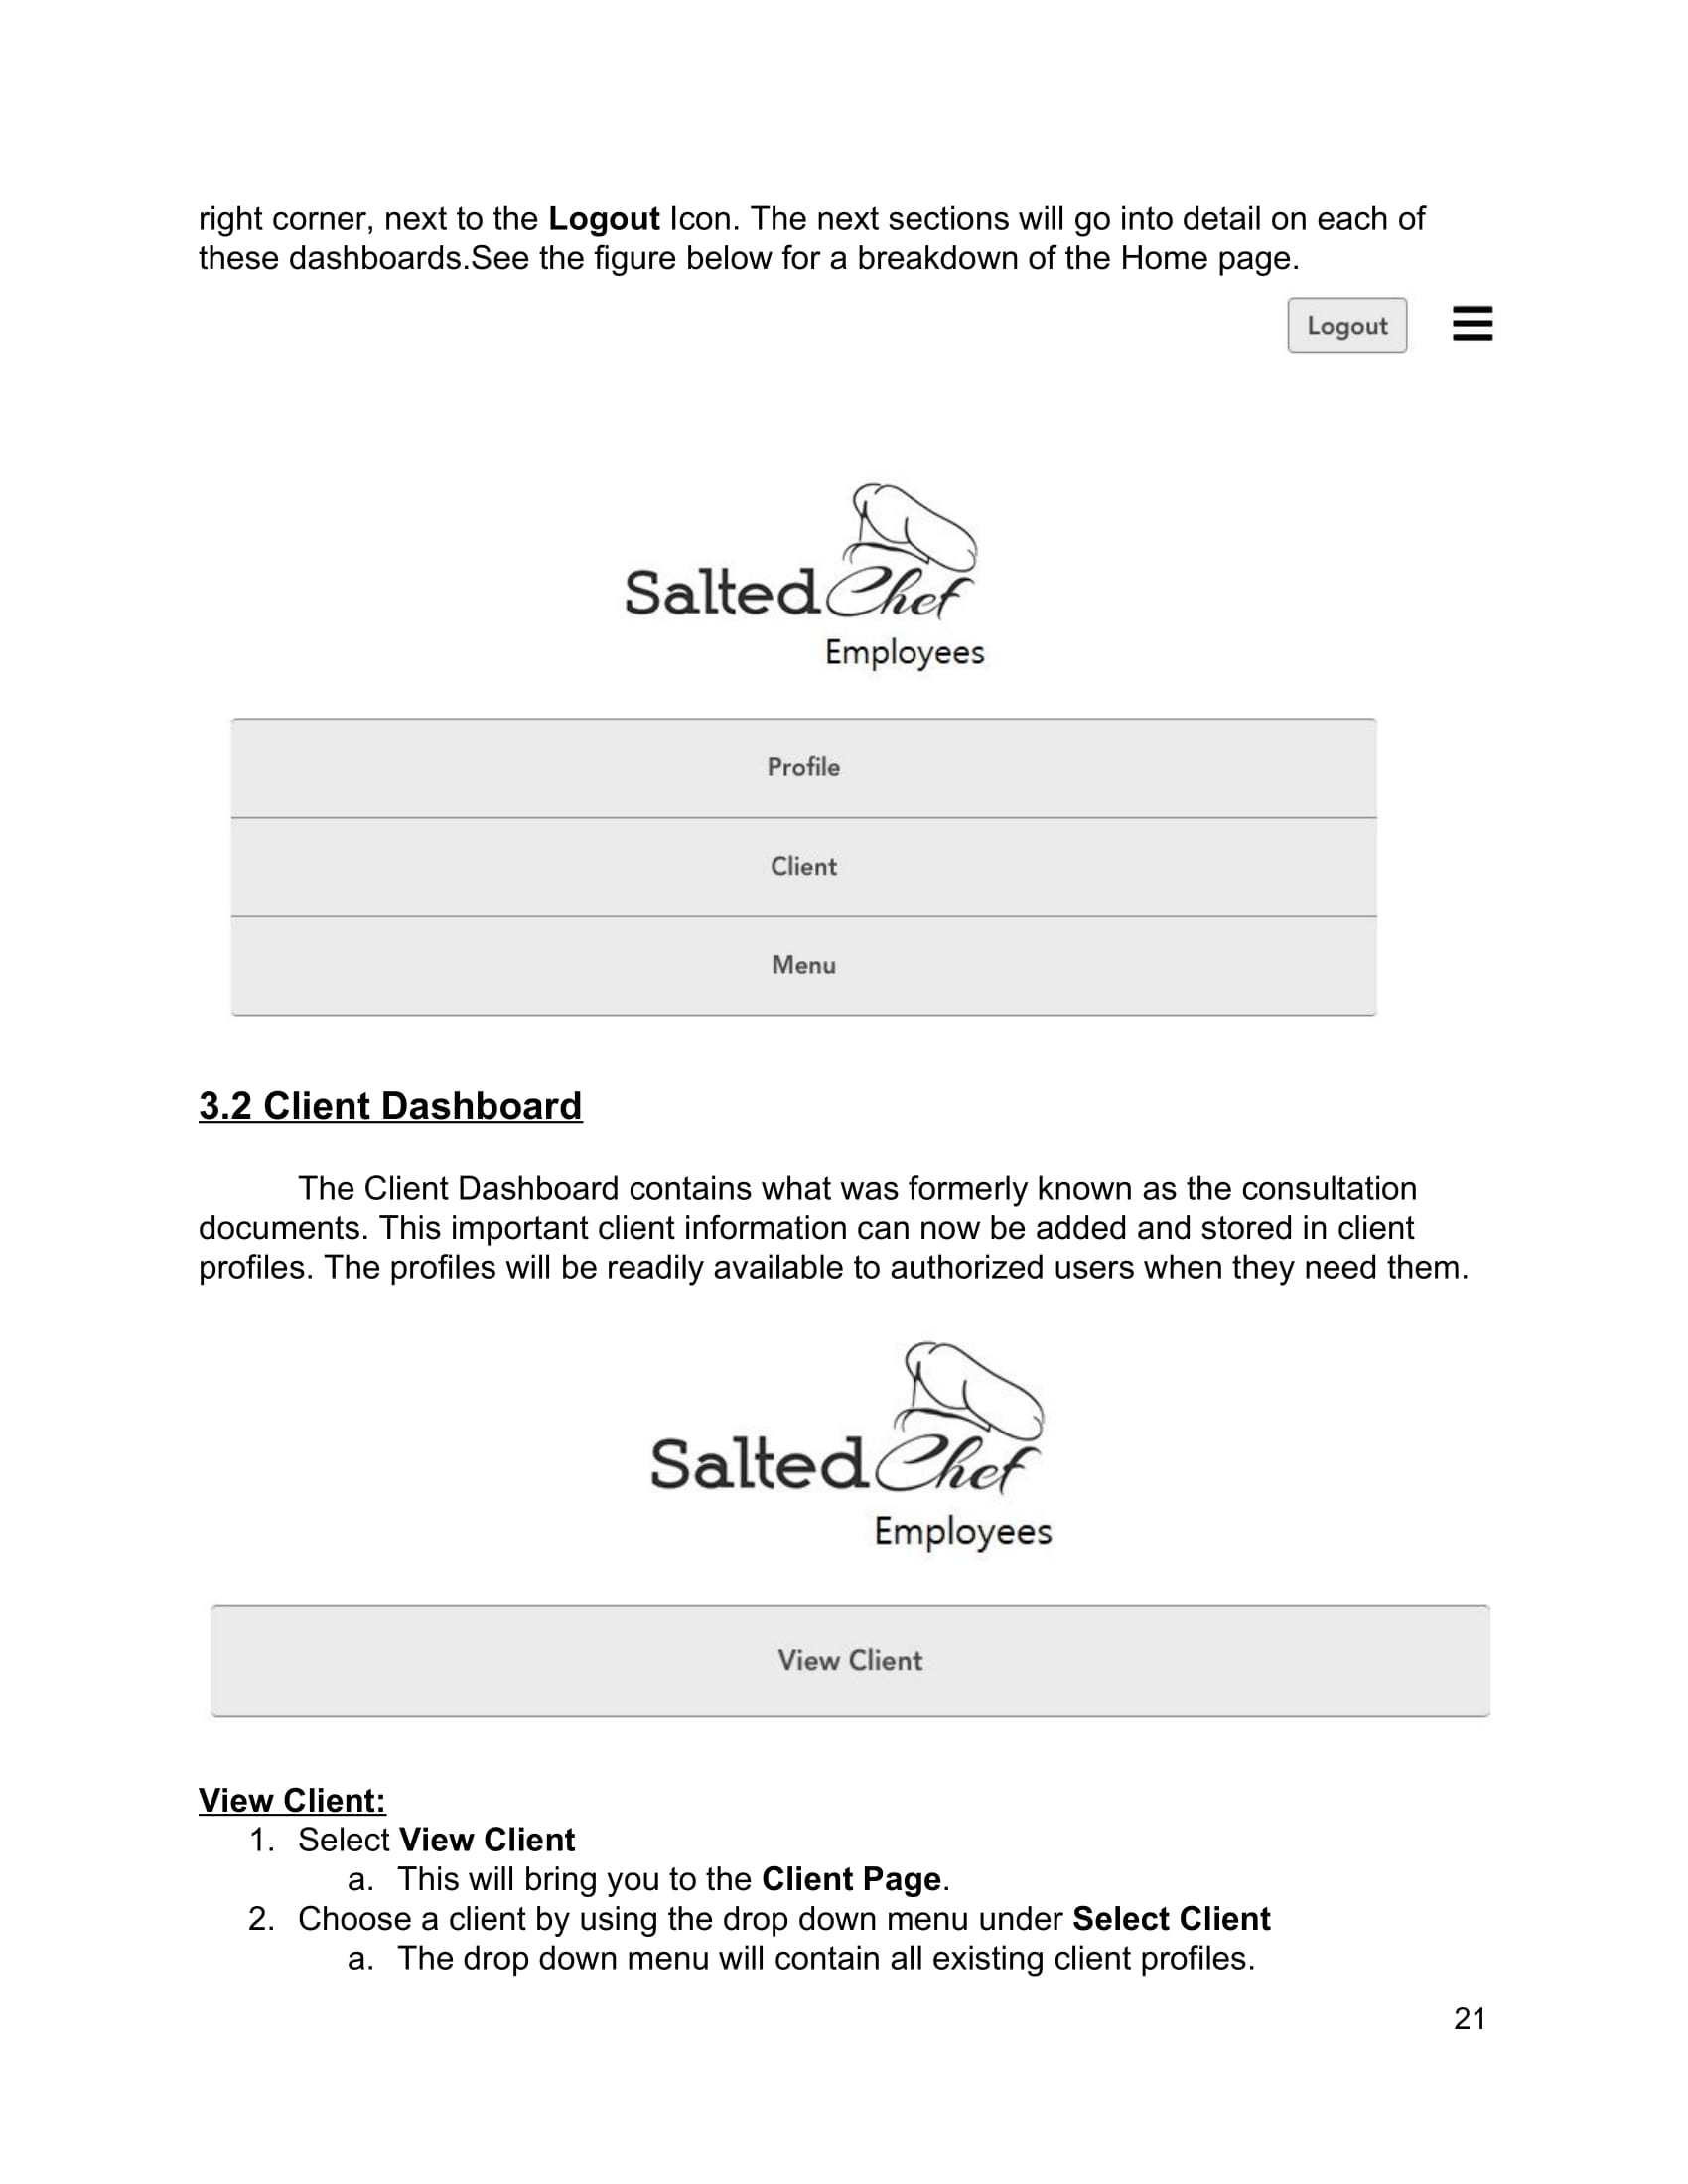 right corner, next to the Logout Icon. The next sections will go into detail on each of
these dashboards.See the figure below for a breakdown of the Home page.
Logout
Salted Chef
Employees
Profile
Client
Menu
3.2 Client Dashboard
The Client Dashboard contains what was formerly known as the consultation
documents. This important client information can now be added and stored in client
profiles. The profiles will be readily available to authorized users when they need them.
Salted Chef
Employees
View Client
View Client:
1. Select View Client
a. This will bring you to the Client Page.
2. Choose a client by using the drop down menu under Select Client
a. The drop down menu will contain all existing client profiles.
21